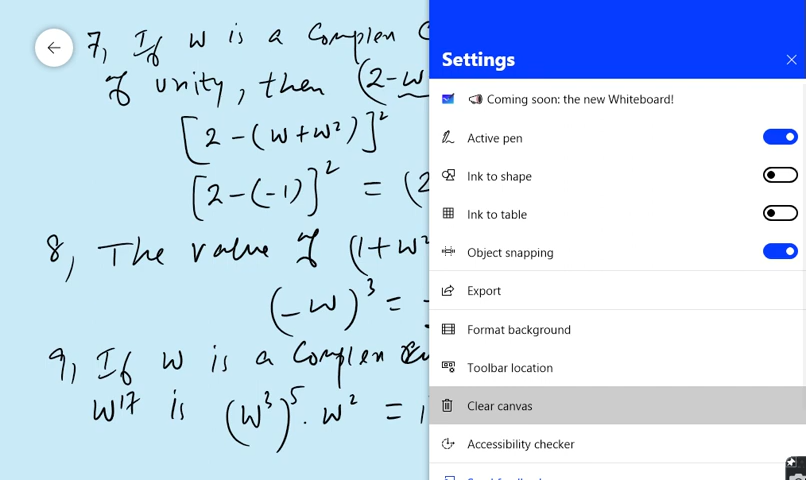 7, If w is a Complex C
of unity, then (2-w
[2-(w+w²)]²
[2-(-1)]² = (2
8, The value of (1+w²
(-w)³ =
9, If w is a Complex
w¹⁷ is (w³)⁵. w² = 1
Settings
Coming soon: the new Whiteboard!
Active pen
Ink to shape
Ink to table
Object snapping
Export
Format background
Toolbar location
Clear canvas
Accessibility checker